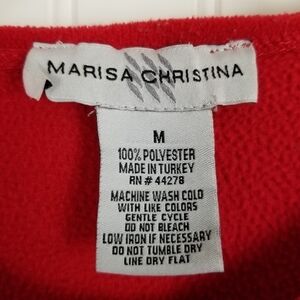 MARISA CHRISTINA
M
100% POLYESTER
MADE IN TURKEY
RN # 44278
MACHINE WASH COLD
WITH LIKE COLORS
GENTLE CYCLE
DO NOT BLEACH
LOW IRON IF NECESSARY
DO NOT TUMBLE DRY
LINE DRY FLAT